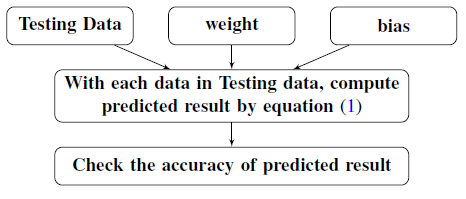 Testing Data
weight
bias
With each data in Testing data, compute
predicted result by equation (1)
Check the accuracy of predicted result